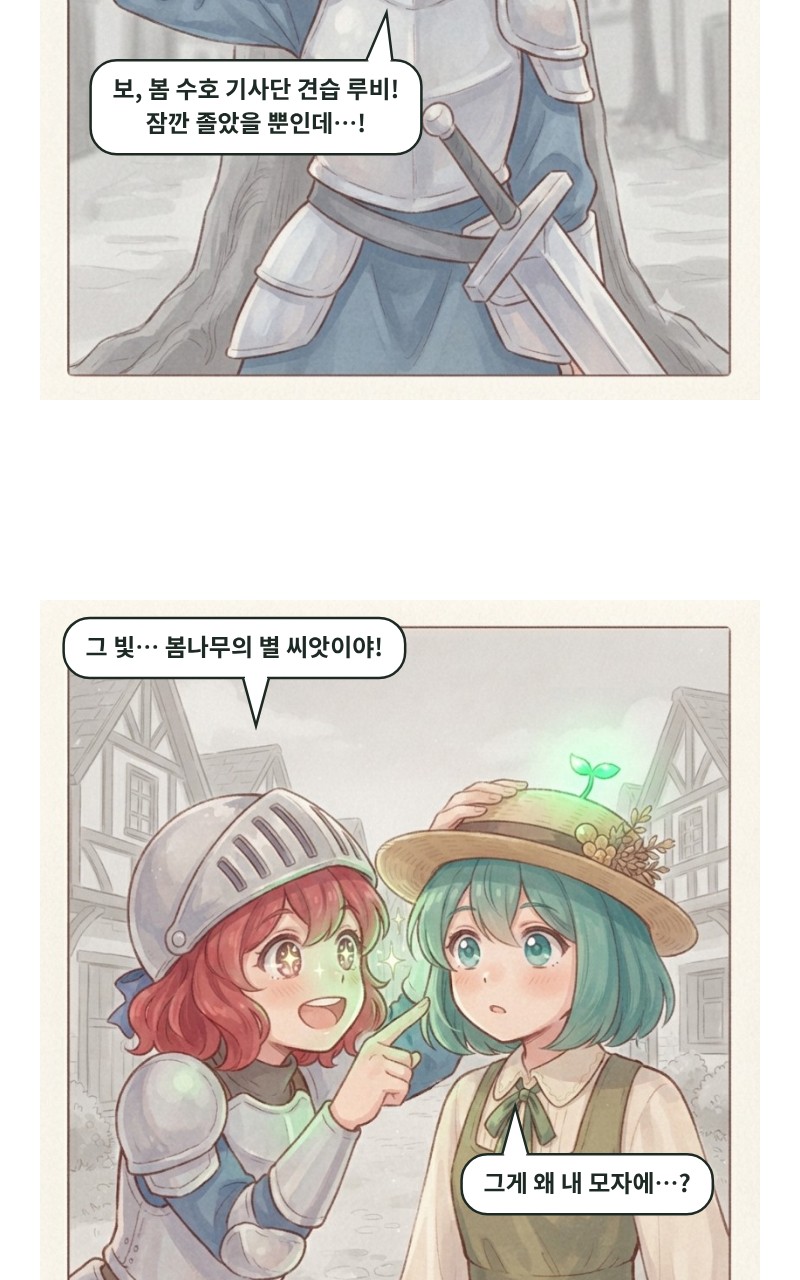 보, 봄 수호 기사단 견습 루비!
잠깐 졸았을 뿐인데…!
그 빛… 봄나무의 별 씨앗이야!
그게 왜 내 모자에…?